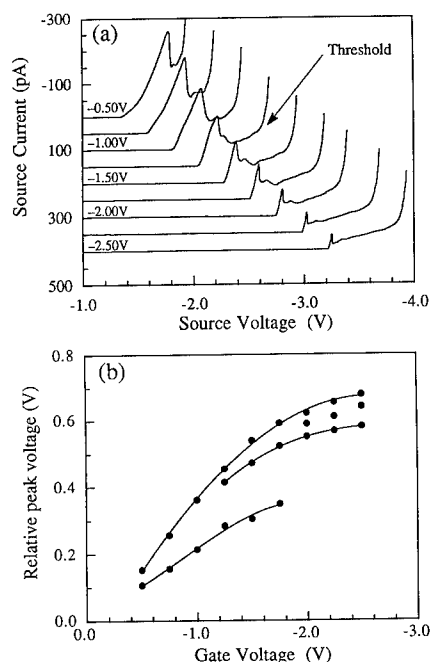 -300
(a)
Threshold
-100
-0.50V
-1.00V
100
-1.50V
-2.00V
300
-2.50V
500
-1.0 -2.0 -3.0 -4.0
Source Current (pA)
Source Voltage (V)
0.8
(b)
0.6
0.4
0.2
0.0
0.0 -1.0 -2.0 -3.0
Relative peak voltage (V)
Gate Voltage (V)